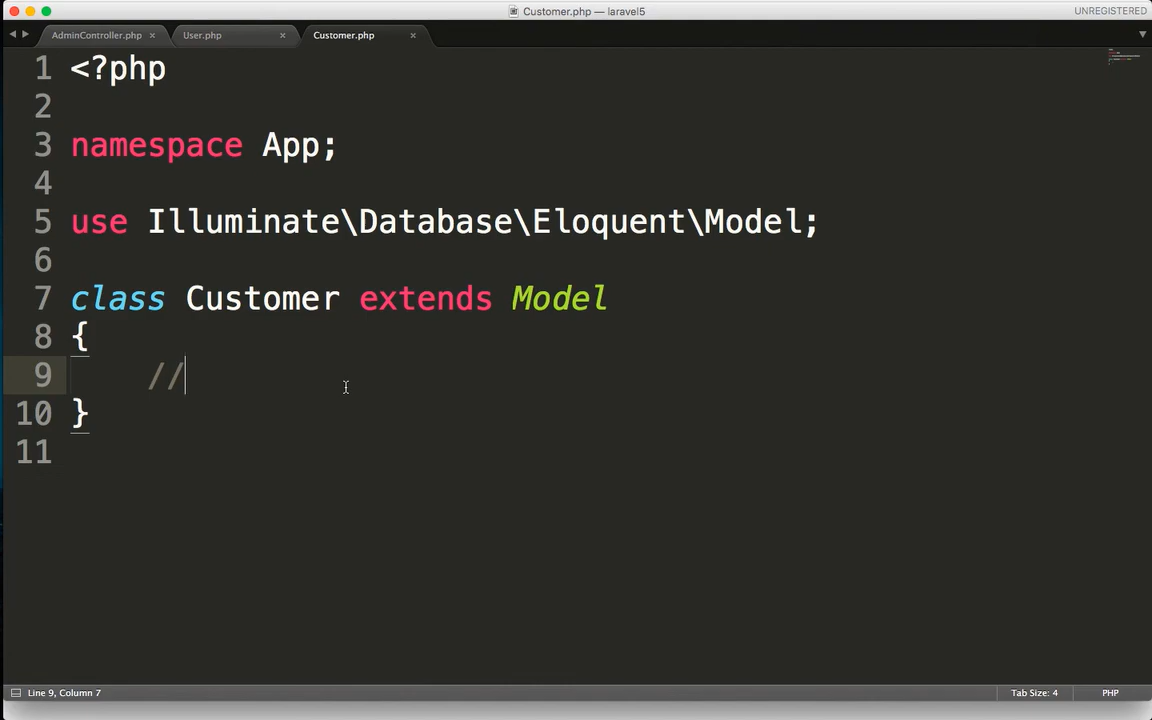 Customer.php — laravel5
UNREGISTERED
AdminController.php
User.php
Customer.php
1 <?php
2
3 namespace App;
4
5 use Illuminate\Database\Eloquent\Model;
6
7 class Customer extends Model
8 {
9 //
10 }
11
Line 9, Column 7
Tab Size: 4
PHP